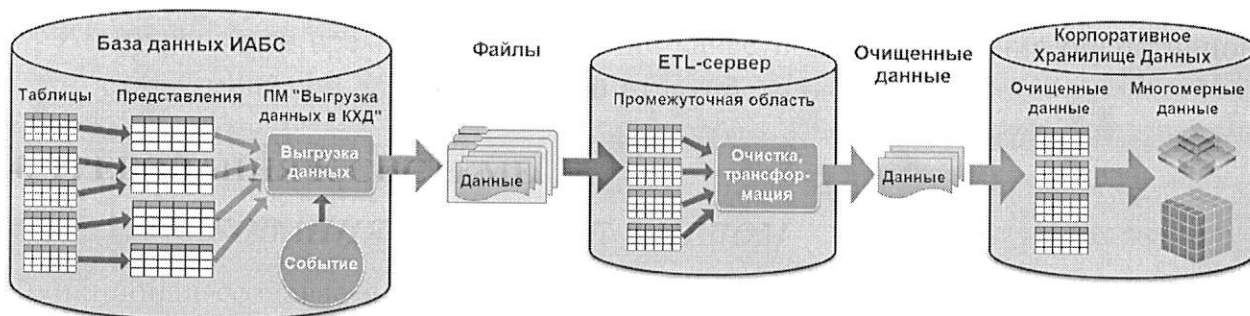 База данных ИАБС
Таблицы
Представления
ПМ "Выгрузка
данных в КХД"
Выгрузка
данных
Событие
Файлы
Данные
ETL-сервер
Промежуточная область
Очистка,
трансфор-
мация
Очищенные
данные
Данные
Корпоративное
Хранилище Данных
Очищенные
данные
Многомерные
данные